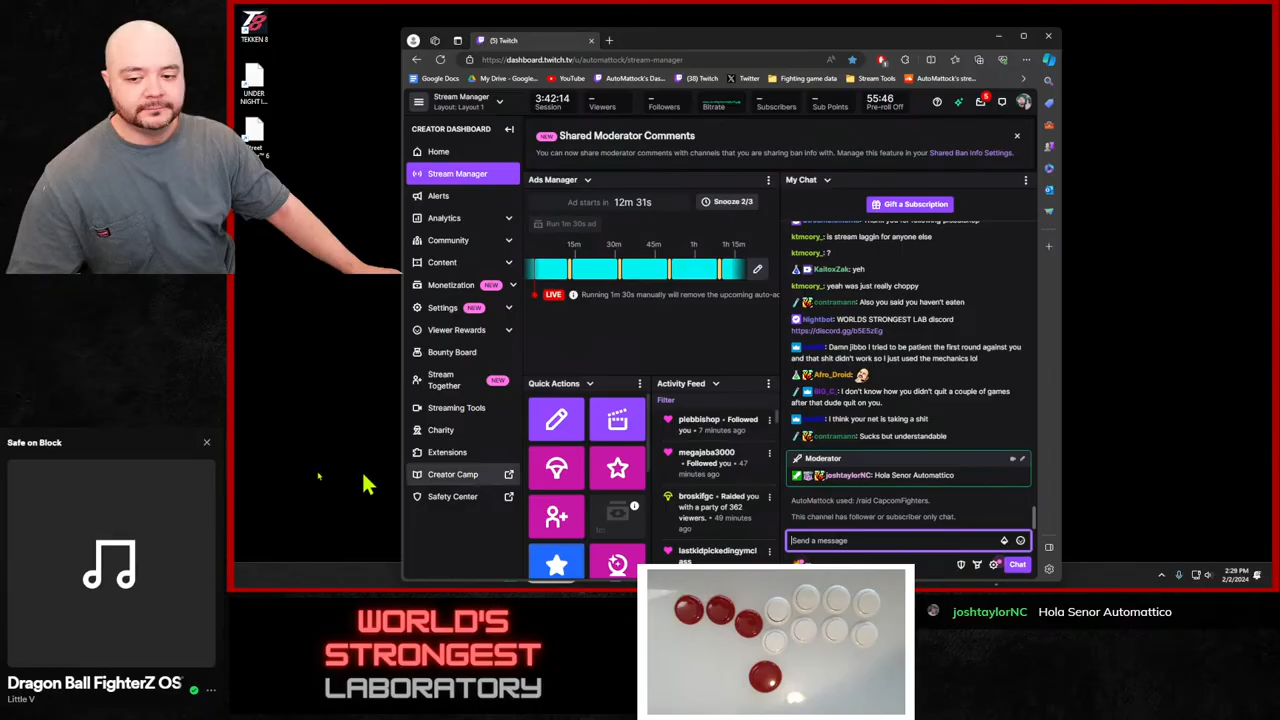 TEKKEN 8
UNDER
NIGHT I...
Street
6
(5) Twitch
https://dashboard.twitch.tv/u/automattock/stream-manager
Google Docs
My Drive - Google...
YouTube
AutoMattock's Das...
(38) Twitch
Twitter
Fighting game data
Stream Tools
AutoMattock's stre...
Stream Manager
Layout: Layout 1
3:42:14
Session
–
Viewers
–
Followers
Bitrate
–
Subscribers
–
Sub Points
55:46
Pre-roll Off
5
CREATOR DASHBOARD
Home
Stream Manager
Alerts
Analytics
Community
Content
Monetization NEW
Settings NEW
Viewer Rewards
Bounty Board
Stream
Together NEW
Streaming Tools
Charity
Extensions
Creator Camp
Safety Center
NEW Shared Moderator Comments
You can now share moderator comments with channels that you are sharing ban info with. Manage this feature in your Shared Ban Info Settings.
Ads Manager
Ad starts in 12m 31s
Snooze 2/3
Run 1m 30s ad
15m 30m 45m 1h 1h 15m
LIVE Running 1m 30s manually will remove the upcoming auto-ad
Quick Actions
1m
Activity Feed
Filter
plebbishop • Followed
you • 7 minutes ago
megajaba3000
• Followed you • 47
minutes ago
broskifgc • Raided you
with a party of 362
viewers. • 49 minutes
ago
lastkidpickedingymcl
ass
My Chat
Gift a Subscription
ktmcory_: is stream laggin for anyone else
ktmcory_: ?
KaitoxZak: yeh
ktmcory_: yeah was just really choppy
contramann: Also you said you haven't eaten
Nightbot: WORLDS STRONGEST LAB discord
https://discord.gg/b5E5zEg
: Damn jibbo I tried to be patient the first round against you
and that shit didn't work so I just used the mechanics lol
Afro_Droid:
BIG_C_: I don't know how you didn't quit a couple of games
after that dude quit on you.
: I think your net is taking a shit
contramann: Sucks but understandable
Moderator
joshtaylorNC: Hola Senor Automattico
AutoMattock used: /raid CapcomFighters.
This channel has follower or subscriber only chat.
Send a message
Chat
2:29 PM
2/2/2024
Safe on Block
Dragon Ball FighterZ OS
Little V
WORLD'S
STRONGEST
LABORATORY
joshtaylorNC Hola Senor Automattico